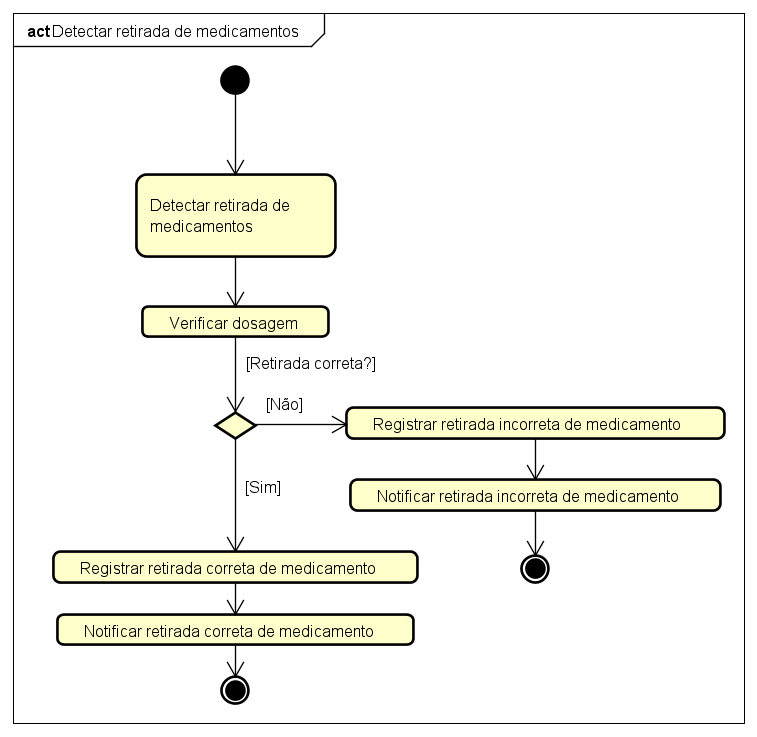 act Detectar retirada de medicamentos
Detectar retirada de
medicamentos
Verificar dosagem
[Retirada correta?]
[Não]
Registrar retirada incorreta de medicamento
[Sim]
Notificar retirada incorreta de medicamento
Registrar retirada correta de medicamento
Notificar retirada correta de medicamento